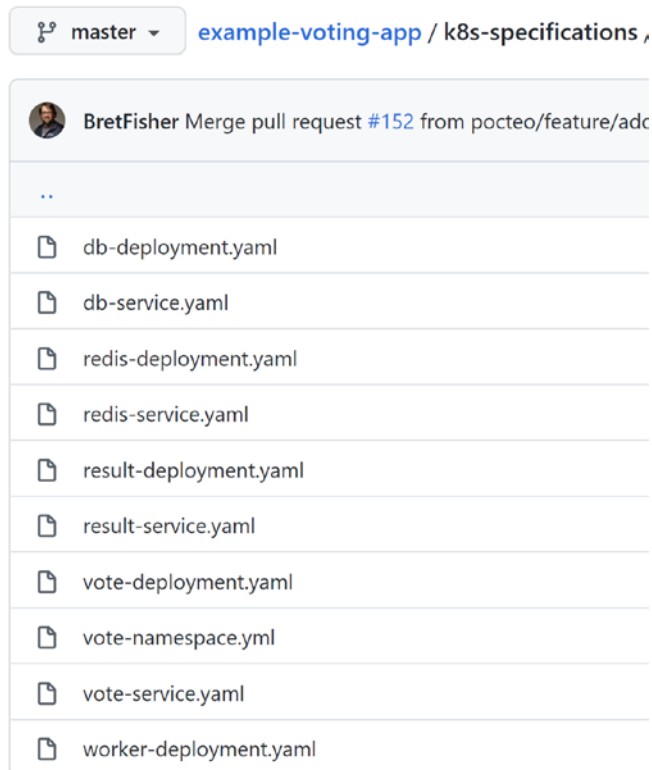 master example-voting-app / k8s-specifications
BretFisher Merge pull request #152 from pocteo/feature/add
..
db-deployment.yaml
db-service.yaml
redis-deployment.yaml
redis-service.yaml
result-deployment.yaml
result-service.yaml
vote-deployment.yaml
vote-namespace.yml
vote-service.yaml
worker-deployment.yaml